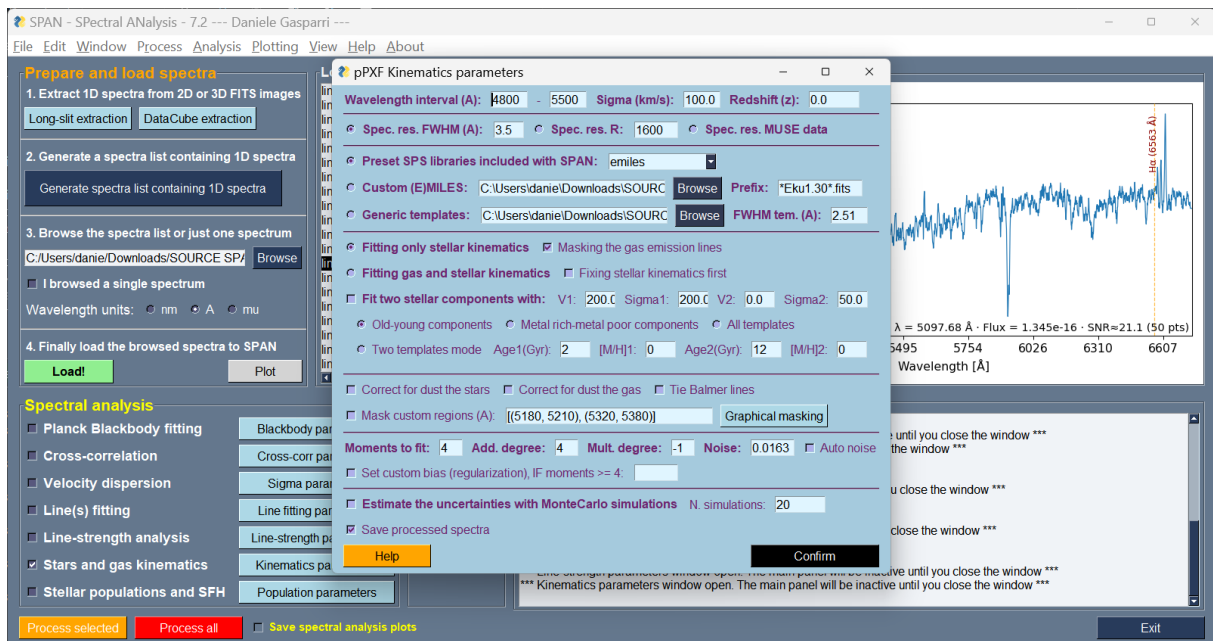 SPAN - SPectral ANalysis - 7.2 --- Daniele Gasparri ---
File Edit Window Process Analysis Plotting View Help About
Prepare and load spectra
1. Extract 1D spectra from 2D or 3D FITS images
Long-slit extraction DataCube extraction
2. Generate a spectra list containing 1D spectra
Generate spectra list containing 1D spectra
3. Browse the spectra list or just one spectrum
C:/Users/danie/Downloads/SOURCE SPA Browse
I browsed a single spectrum
Wavelength units: nm A mu
4. Finally load the browsed spectra to SPAN
Load! Plot
Spectral analysis
Planck Blackbody fitting Blackbody par
Cross-correlation Cross-corr par
Velocity dispersion Sigma para
Line(s) fitting Line fitting par
Line-strength analysis Line-strength pa
Stars and gas kinematics Kinematics pa
Stellar populations and SFH Population parameters
Process selected Process all Save spectral analysis plots Exit
pPXF Kinematics parameters
Wavelength interval (A): 4800 - 5500 Sigma (km/s): 100.0 Redshift (z): 0.0
Spec. res. FWHM (A): 3.5 Spec. res. R: 1600 Spec. res. MUSE data
Preset SPS libraries included with SPAN: emiles
Custom (E)MILES: C:\Users\danie\Downloads\SOURC Browse Prefix: *Eku1.30*.fits
Generic templates: C:\Users\danie\Downloads\SOURC Browse FWHM tem. (A): 2.51
Fitting only stellar kinematics Masking the gas emission lines
Fitting gas and stellar kinematics Fixing stellar kinematics first
Fit two stellar components with: V1: 200.0 Sigma1: 200.0 V2: 0.0 Sigma2: 50.0
Old-young components Metal rich-metal poor components All templates
Two templates mode Age1(Gyr): 2 [M/H]1: 0 Age2(Gyr): 12 [M/H]2: 0
Correct for dust the stars Correct for dust the gas Tie Balmer lines
Mask custom regions (A): [(5180, 5210), (5320, 5380)] Graphical masking
Moments to fit: 4 Add. degree: 4 Mult. degree: -1 Noise: 0.0163 Auto noise
Set custom bias (regularization), IF moments >= 4:
Estimate the uncertainties with MonteCarlo simulations N. simulations: 20
Save processed spectra
Help Confirm
Hα (6563 Å)
λ = 5097.68 Å · Flux = 1.345e-16 · SNR≈21.1 (50 pts)
5495 5754 6026 6310 6607
Wavelength [Å]
until you close the window ***
the window ***
u close the window ***
close the window ***
Line-strength parameters window open. The main panel will be inactive until you close the window ***
*** Kinematics parameters window open. The main panel will be inactive until you close the window ***